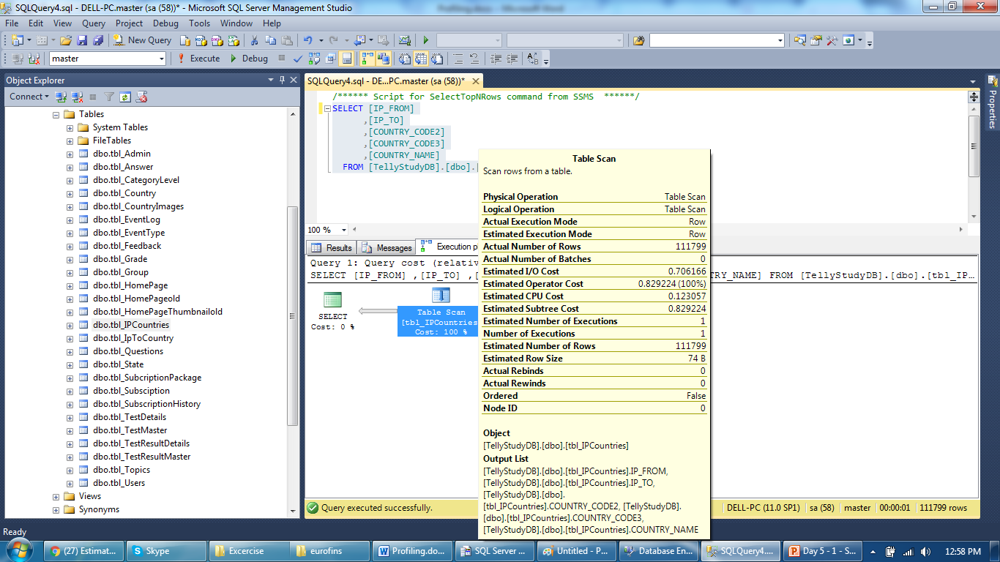 SQLQuery4.sql - DELL-PC.master (sa (58))* - Microsoft SQL Server Management Studio
File Edit View Query Project Debug Tools Window Help
New Query
master Execute Debug
Object Explorer
Connect
Tables
System Tables
FileTables
dbo.tbl_Admin
dbo.tbl_Answer
dbo.tbl_CategoryLevel
dbo.tbl_Country
dbo.tbl_CountryImages
dbo.tbl_EventLog
dbo.tbl_EventType
dbo.tbl_Feedback
dbo.tbl_Grade
dbo.tbl_Group
dbo.tbl_HomePage
dbo.tbl_HomePageold
dbo.tbl_HomePageThumbnailold
dbo.tbl_IPCountries
dbo.tbl_IpToCountry
dbo.tbl_Questions
dbo.tbl_State
dbo.tbl_SubcriptionPackage
dbo.tbl_Subsciption
dbo.tbl_SubscriptionHistory
dbo.tbl_TestDetails
dbo.tbl_TestMaster
dbo.tbl_TestResultDetails
dbo.tbl_TestResultMaster
dbo.tbl_Topics
dbo.tbl_Users
Views
Synonyms
SQLQuery4.sql - DE...PC.master (sa (58))*
/****** Script for SelectTopNRows command from SSMS ******/
SELECT [IP_FROM]
,[IP_TO]
,[COUNTRY_CODE2]
,[COUNTRY_CODE3]
,[COUNTRY_NAME]
FROM [TellyStudyDB].[dbo].[
100 %
Results Messages Execution p
Query 1: Query cost (relativ
SELECT [IP_FROM] ,[IP_TO] ,[ RY_NAME] FROM [TellyStudyDB].[dbo].[tbl_IP...
SELECT
Cost: 0 %
Table Scan
[tbl_IPCountries
Cost: 100 %
Table Scan
Scan rows from a table.
Physical Operation Table Scan
Logical Operation Table Scan
Actual Execution Mode Row
Estimated Execution Mode Row
Actual Number of Rows 111799
Actual Number of Batches 0
Estimated I/O Cost 0.706166
Estimated Operator Cost 0.829224 (100%)
Estimated CPU Cost 0.123057
Estimated Subtree Cost 0.829224
Estimated Number of Executions 1
Number of Executions 1
Estimated Number of Rows 111799
Estimated Row Size 74 B
Actual Rebinds 0
Actual Rewinds 0
Ordered False
Node ID 0
Object
[TellyStudyDB].[dbo].[tbl_IPCountries]
Output List
[TellyStudyDB].[dbo].[tbl_IPCountries].IP_FROM,
[TellyStudyDB].[dbo].[tbl_IPCountries].IP_TO,
[TellyStudyDB].[dbo].
[tbl_IPCountries].COUNTRY_CODE2, [TellyStudyDB].
[dbo].[tbl_IPCountries].COUNTRY_CODE3,
[TellyStudyDB].[dbo].[tbl_IPCountries].COUNTRY_NAME
Properties
Query executed successfully. DELL-PC (11.0 SP1) sa (58) master 00:00:01 111799 rows
Ready
(27) Estimat... Skype Excercise eurofins Profiling.do... SQL Server ... Untitled - P... Database En... SQLQuery4.... Day 5 - 1 - S... 12:58 PM